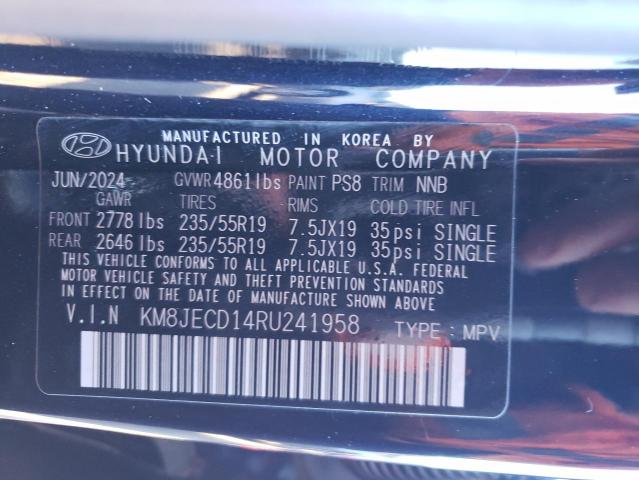 MANUFACTURED IN KOREA BY
HYUNDAI MOTOR COMPANY
JUN/2024 GVWR 4861 lbs PAINT PS8 TRIM NNB
GAWR TIRES RIMS COLD TIRE INFL
FRONT 2778 lbs 235/55R19 7.5JX19 35psi SINGLE
REAR 2646 lbs 235/55R19 7.5JX19 35psi SINGLE
THIS VEHICLE CONFORMS TO ALL APPLICABLE U.S.A. FEDERAL
MOTOR VEHICLE SAFETY AND THEFT PREVENTION STANDARDS
IN EFFECT ON THE DATE OF MANUFACTURE SHOWN ABOVE.
V.I.N KM8JECD14RU241958 TYPE : MPV